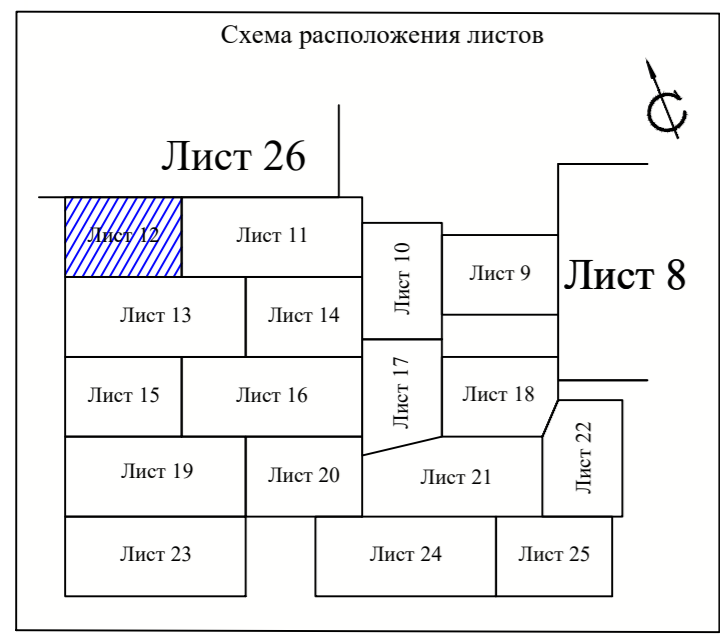 Схема расположения листов
С
Лист 26
Лист 12
Лист 11
Лист 10
Лист 9
Лист 8
Лист 13
Лист 14
Лист 15
Лист 16
Лист 17
Лист 18
Лист 19
Лист 20
Лист 21
Лист 22
Лист 23
Лист 24
Лист 25